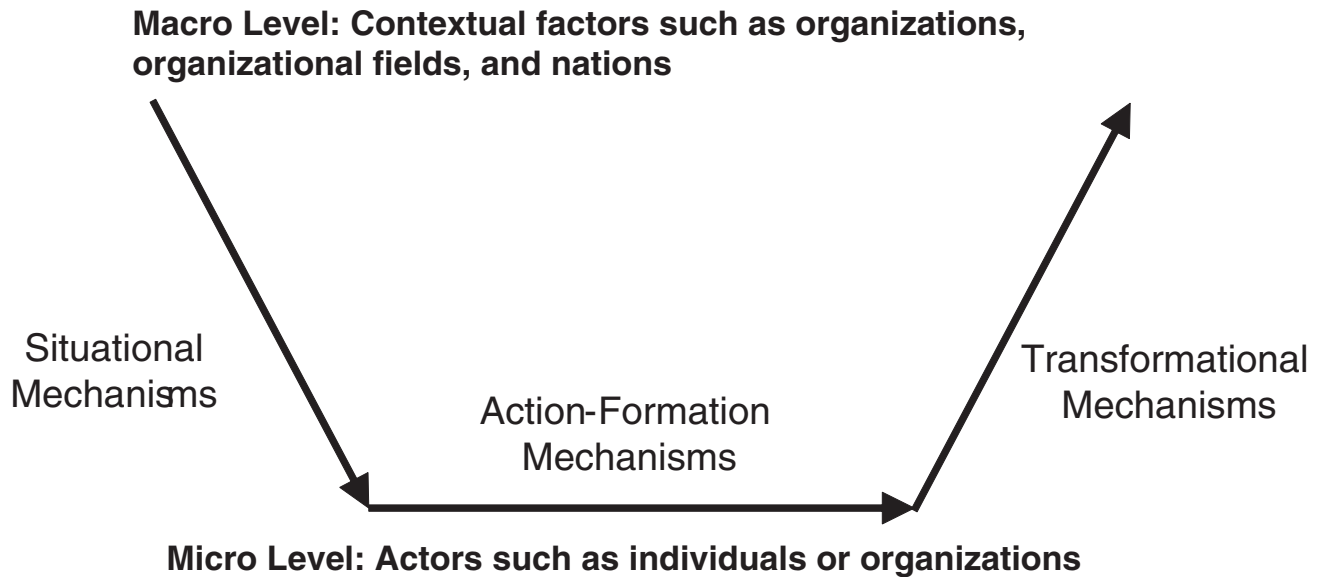 Macro Level: Contextual factors such as organizations,
organizational fields, and nations
Situational
Mechanisms
Action-Formation
Mechanisms
Transformational
Mechanisms
Micro Level: Actors such as individuals or organizations